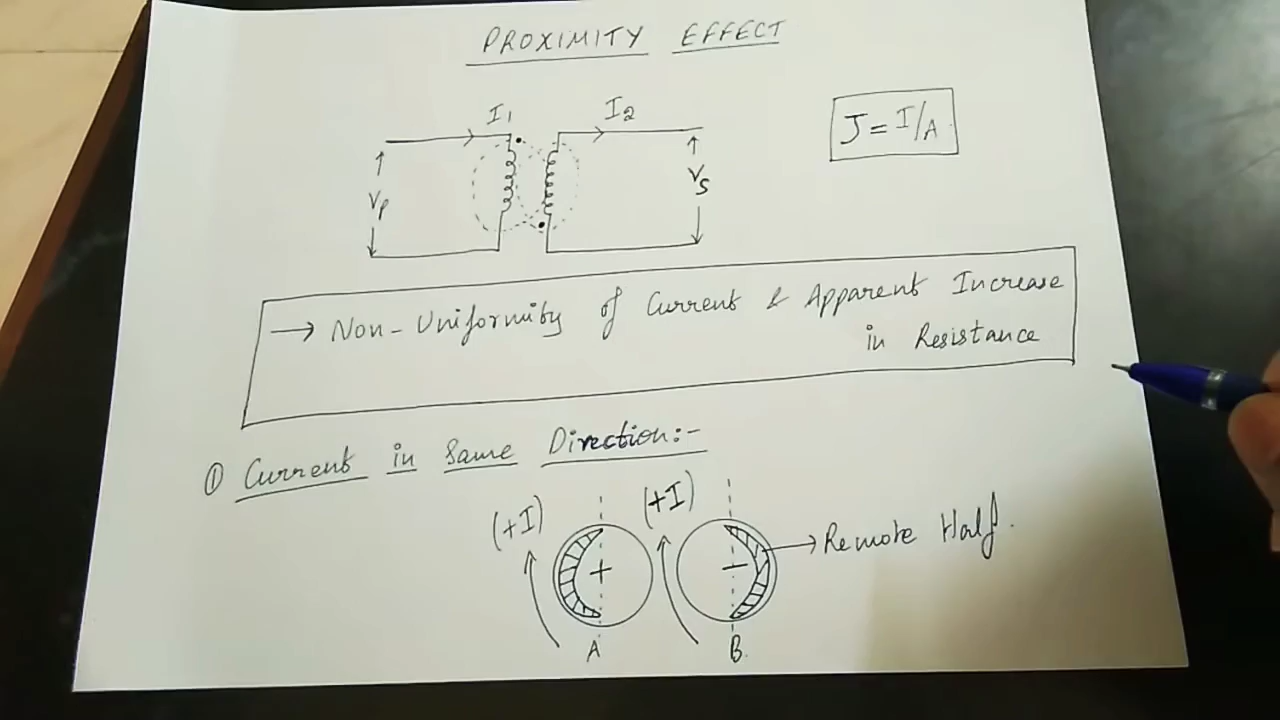 PROXIMITY EFFECT
I1 I2
J = I/A
Vp
Vs
→ Non-Uniformity of Current & Apparent Increase
in Resistance
① Current in Same Direction:-
(+I) (+I)
+ −
→ Remote Half.
A B.